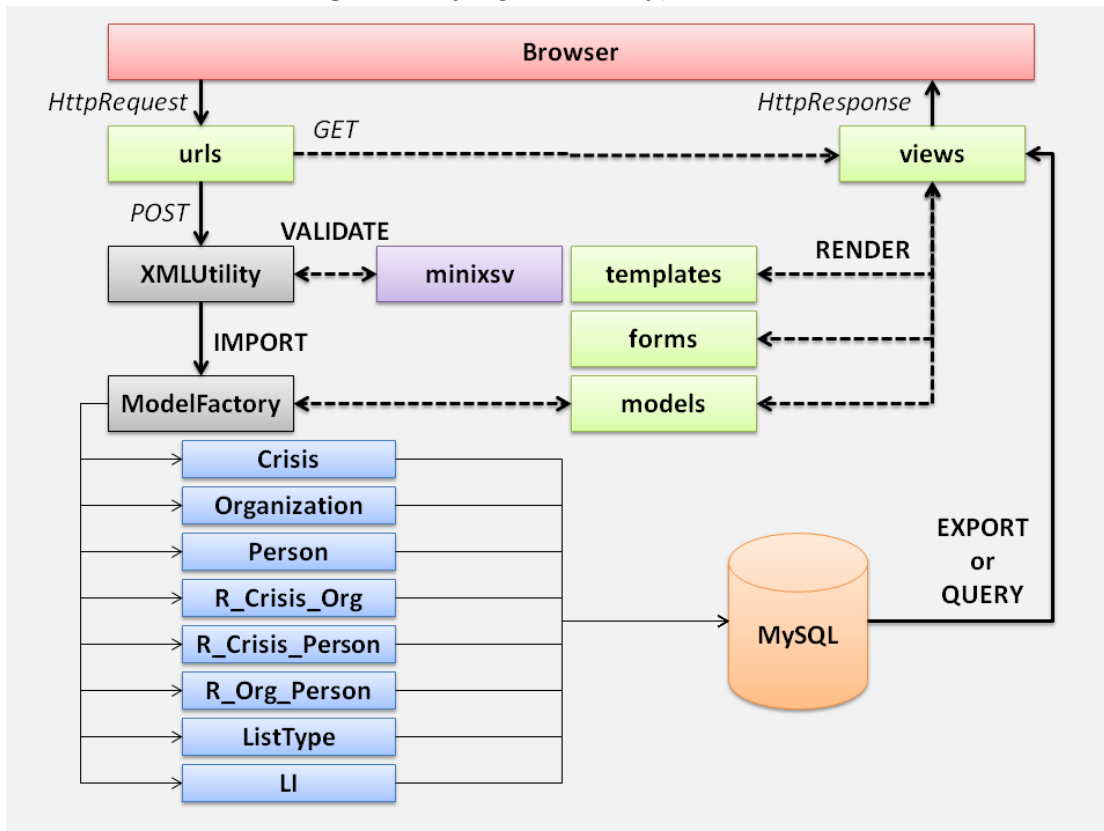 Browser
HttpRequest
HttpResponse
urls
GET
views
POST
VALIDATE
RENDER
XMLUtility
minixsv
templates
IMPORT
forms
ModelFactory
models
Crisis
Organization
Person
R_Crisis_Org
R_Crisis_Person
R_Org_Person
ListType
LI
MySQL
EXPORT
or
QUERY